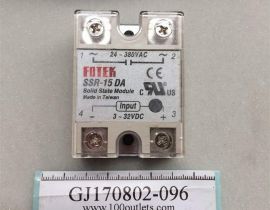 1
24 ~ 380VAC
2
FOTEK
SSR-15 DA
Solid State Module
Made in Taiwan
CE
c UL US
Input
4
3 ~ 32VDC
3
GJ170802-096
www.100outlets.com